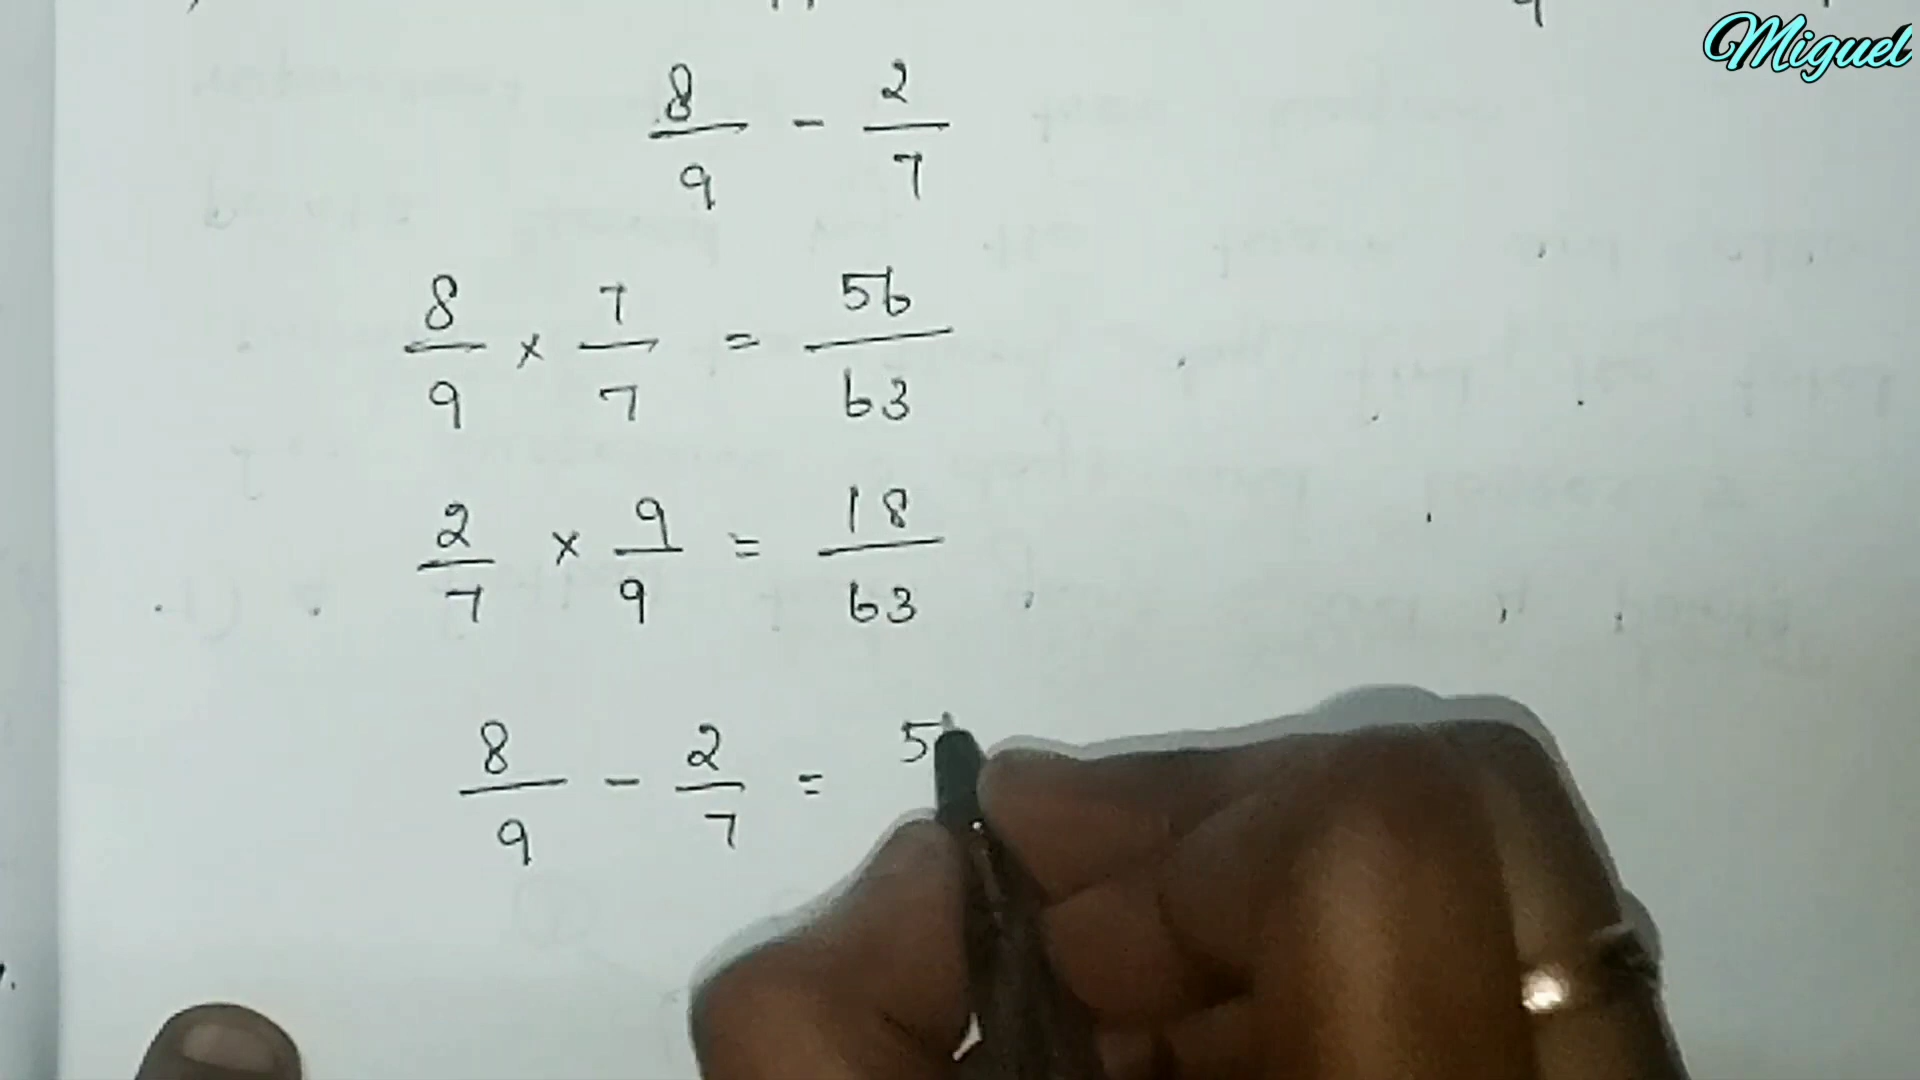 Miguel
8/9 - 2/7
8/9 × 7/7 = 56/63
2/7 × 9/9 = 18/63
8/9 - 2/7 = 5